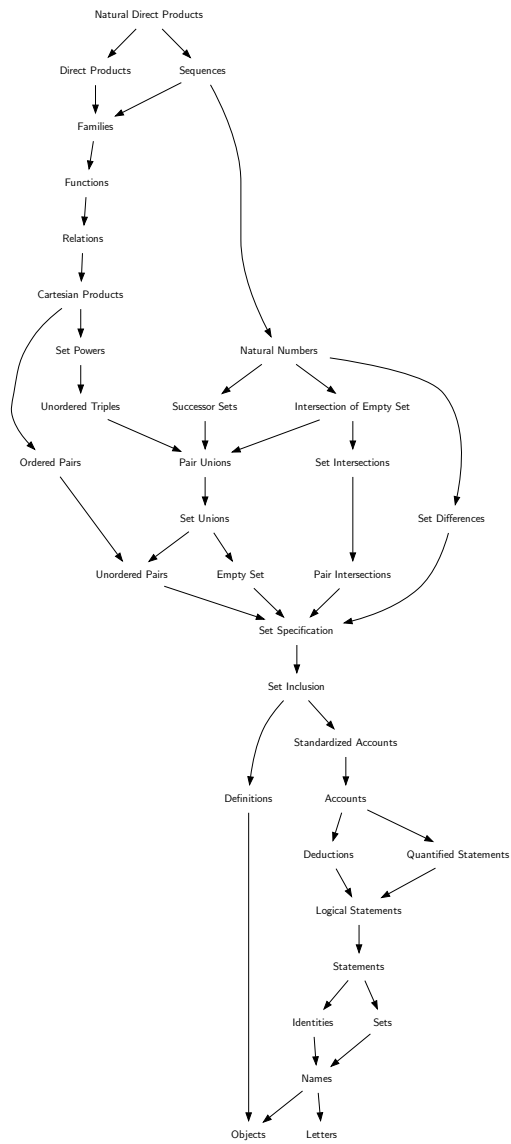 Natural Direct Products
Direct Products
Sequences
Families
Functions
Relations
Cartesian Products
Set Powers
Natural Numbers
Unordered Triples
Successor Sets
Intersection of Empty Set
Ordered Pairs
Pair Unions
Set Intersections
Set Unions
Set Differences
Unordered Pairs
Empty Set
Pair Intersections
Set Specification
Set Inclusion
Standardized Accounts
Definitions
Accounts
Deductions
Quantified Statements
Logical Statements
Statements
Identities
Sets
Names
Objects
Letters